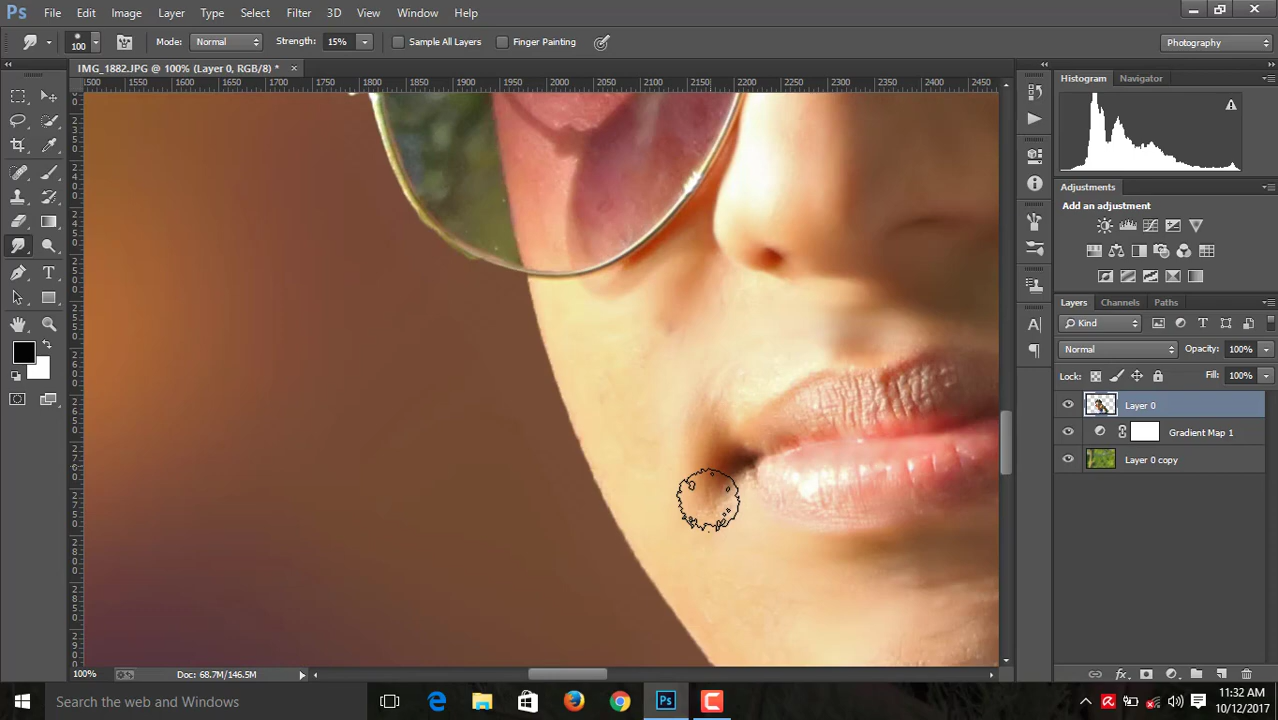 Ps File Edit Image Layer Type Select Filter 3D View Window Help
100 Mode: Normal Strength: 15% Sample All Layers Finger Painting Photography
IMG_1882.JPG @ 100% (Layer 0, RGB/8) * ×
1500 1550 1600 1650 1700 1750 1800 1850 1900 1950 2000 2050 2100 2150 2200 2250 2300 2350 2400 2450
Histogram Navigator
Adjustments
Add an adjustment
Layers Channels Paths
Kind
Normal Opacity: 100%
Lock: Fill: 100%
Layer 0
Gradient Map 1
Layer 0 copy
100% Doc: 68.7M/146.5M
Search the web and Windows
11:32 AM
10/12/2017